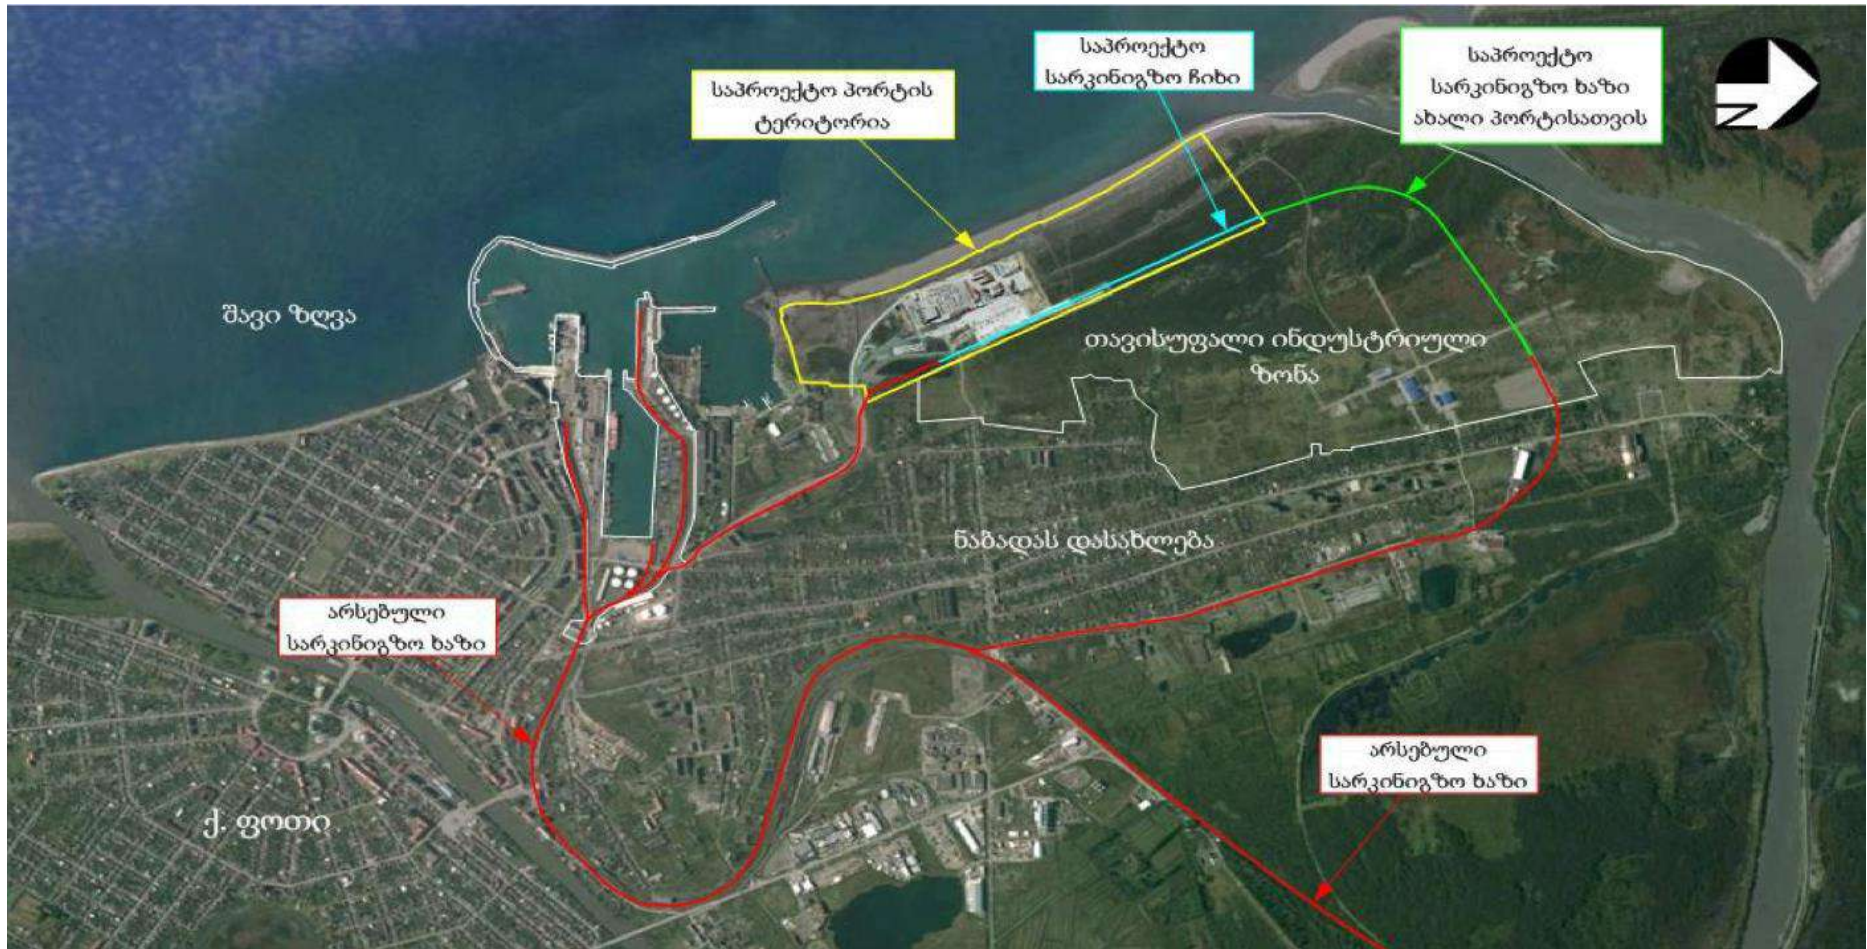 საპროექტო
სარკინიგზო ჩიხი
საპროექტო
სარკინიგზო ხაზი
ახალი პორტისათვის
საპროექტო პორტის
ტერიტორია
N
შავი ზღვა
თავისუფალი ინდუსტრიული
ზონა
ნაბადას დასახლება
არსებული
სარკინიგზო ხაზი
არსებული
სარკინიგზო ხაზი
ქ. ფოთი